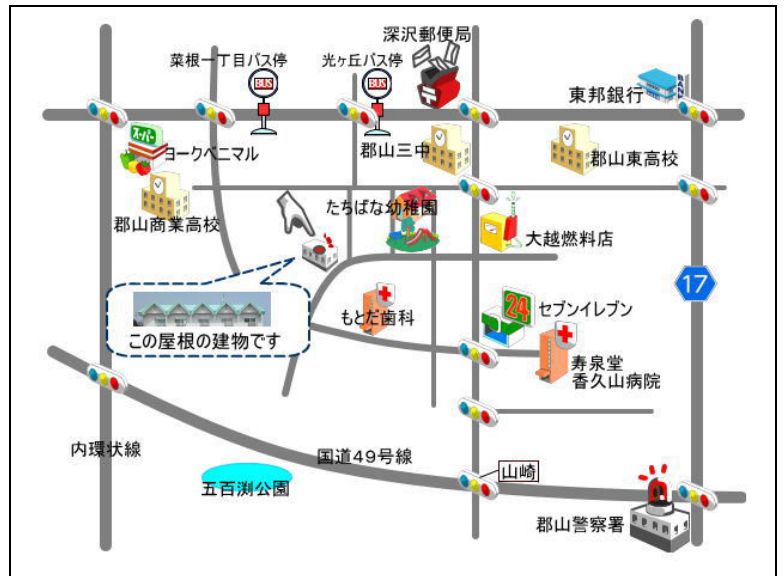 深沢郵便局
菜根一丁目バス停
光ヶ丘バス停
BUS
BUS
東邦銀行
BANK
スーパー
ヨークベニマル
郡山三中
郡山東高校
郡山商業高校
たちばな幼稚園
大越燃料店
17
24
セブンイレブン
もとだ歯科
この屋根の建物です
寿泉堂
香久山病院
内環状線
国道49号線
山崎
五百渕公園
郡山警察署